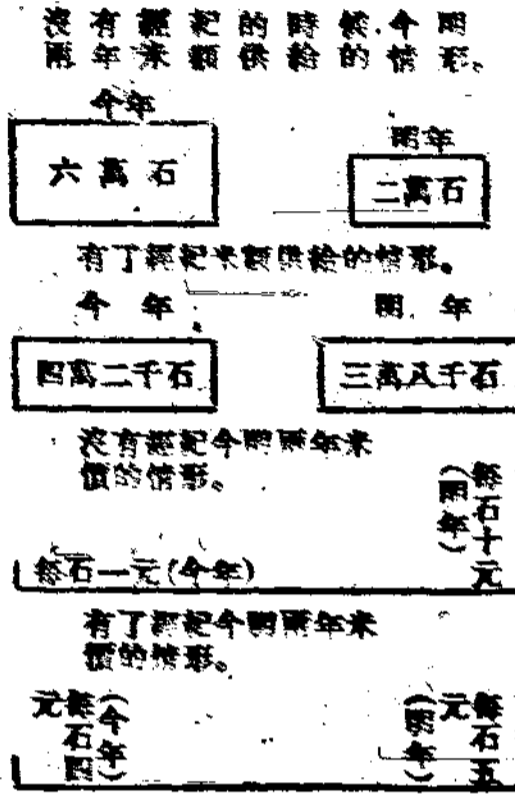 沒有經紀的時候,今明
兩年米額供給的情形。
今年
六萬石
明年
二萬石
有了經紀米額供給的情形。
今年
四萬二千石
明年
三萬八千石
沒有經紀今明兩年米
價的情形。
每石一元(今年)
每石十元
(明年)
有了經紀今明兩年米
價的情形。
(今年)
每石四
元
每石五
元
(明年)